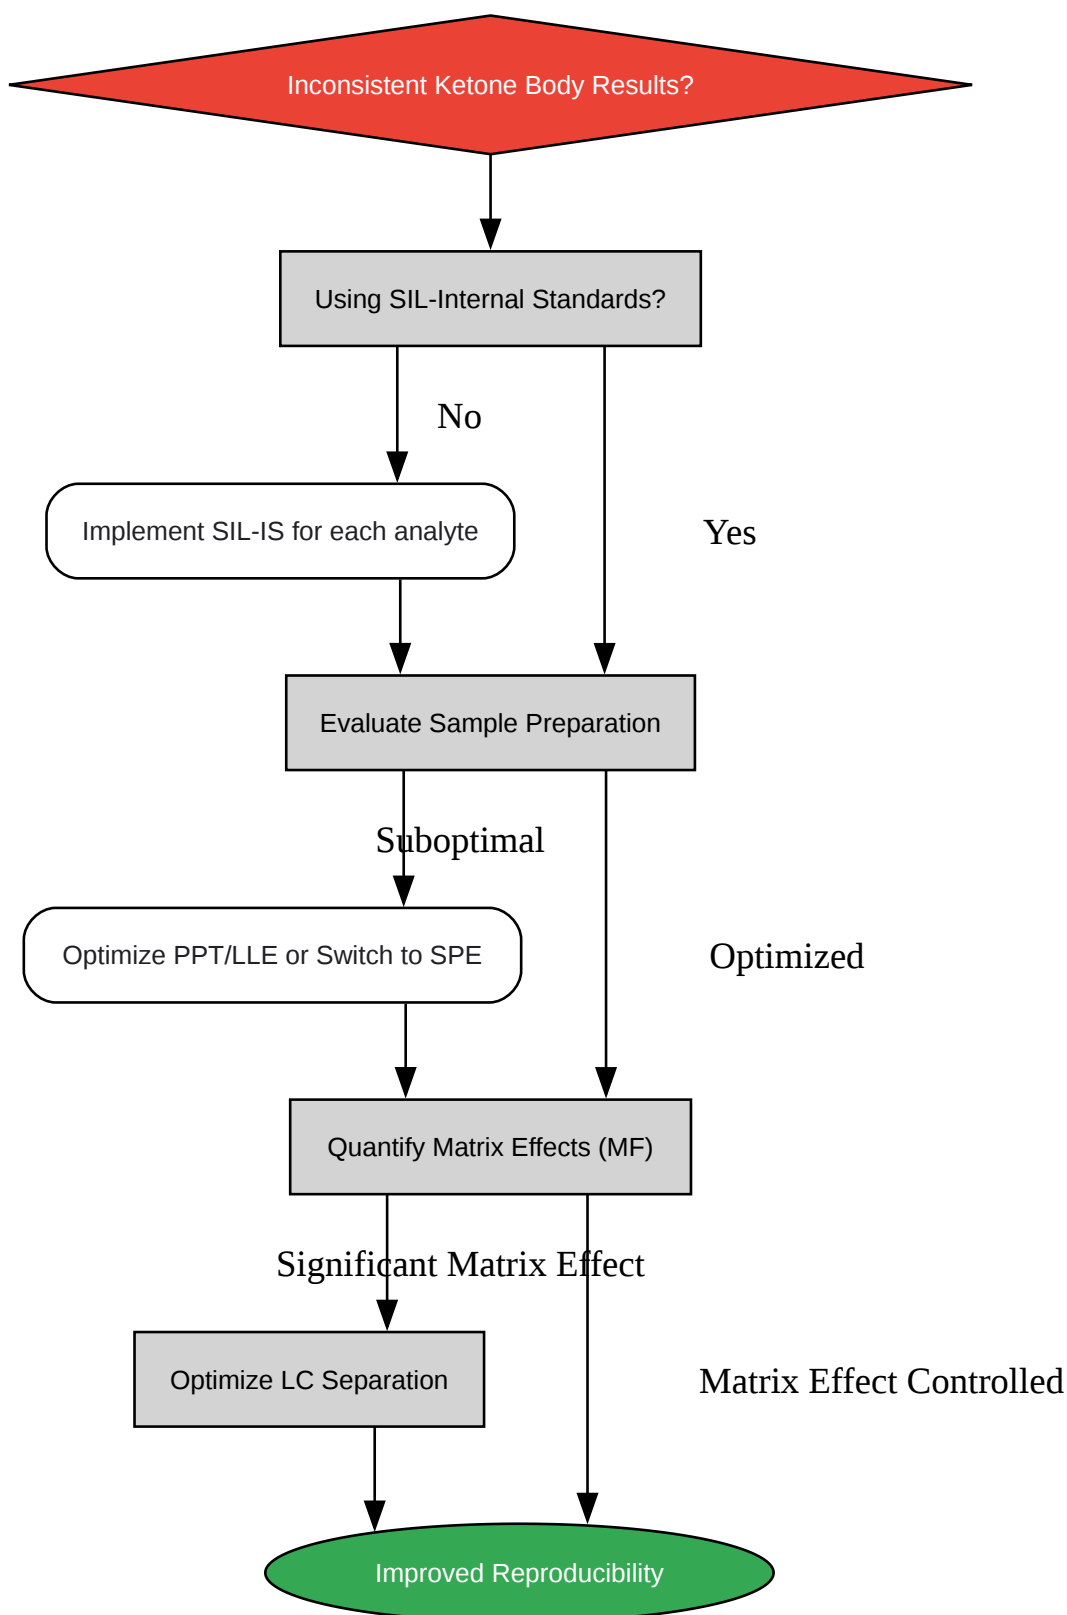 Inconsistent Ketone Body Results?
Using SIL-Internal Standards?
No
Implement SIL-IS for each analyte
Yes
Evaluate Sample Preparation
Suboptimal
Optimize PPT/LLE or Switch to SPE
Optimized
Quantify Matrix Effects (MF)
Significant Matrix Effect
Optimize LC Separation
Matrix Effect Controlled
Improved Reproducibility